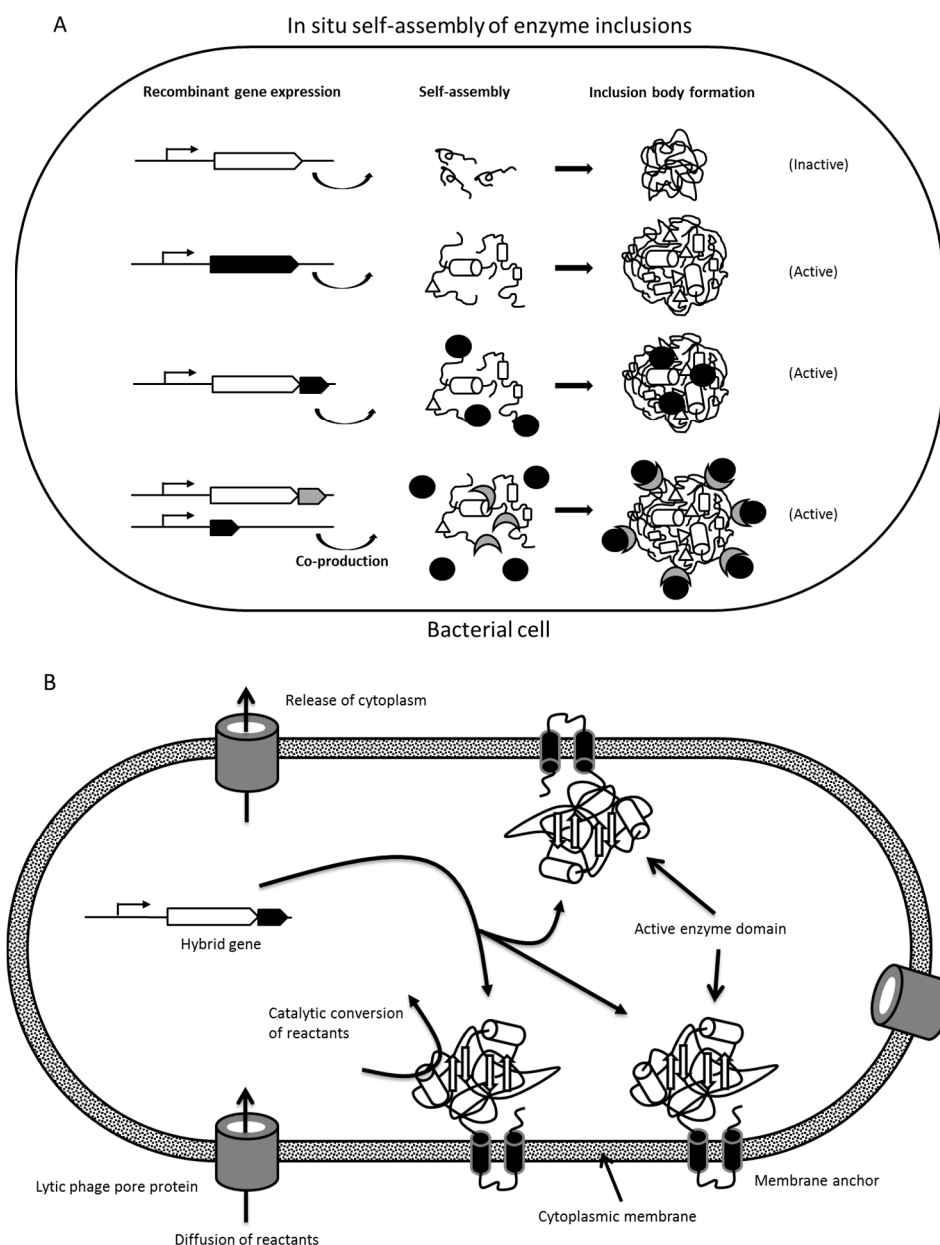 A
In situ self-assembly of enzyme inclusions
Recombinant gene expression
Self-assembly
Inclusion body formation
(Inactive)
(Active)
(Active)
(Active)
Co-production
Bacterial cell
B
Release of cytoplasm
Hybrid gene
Active enzyme domain
Catalytic conversion
of reactants
Lytic phage pore protein
Membrane anchor
Cytoplasmic membrane
Diffusion of reactants